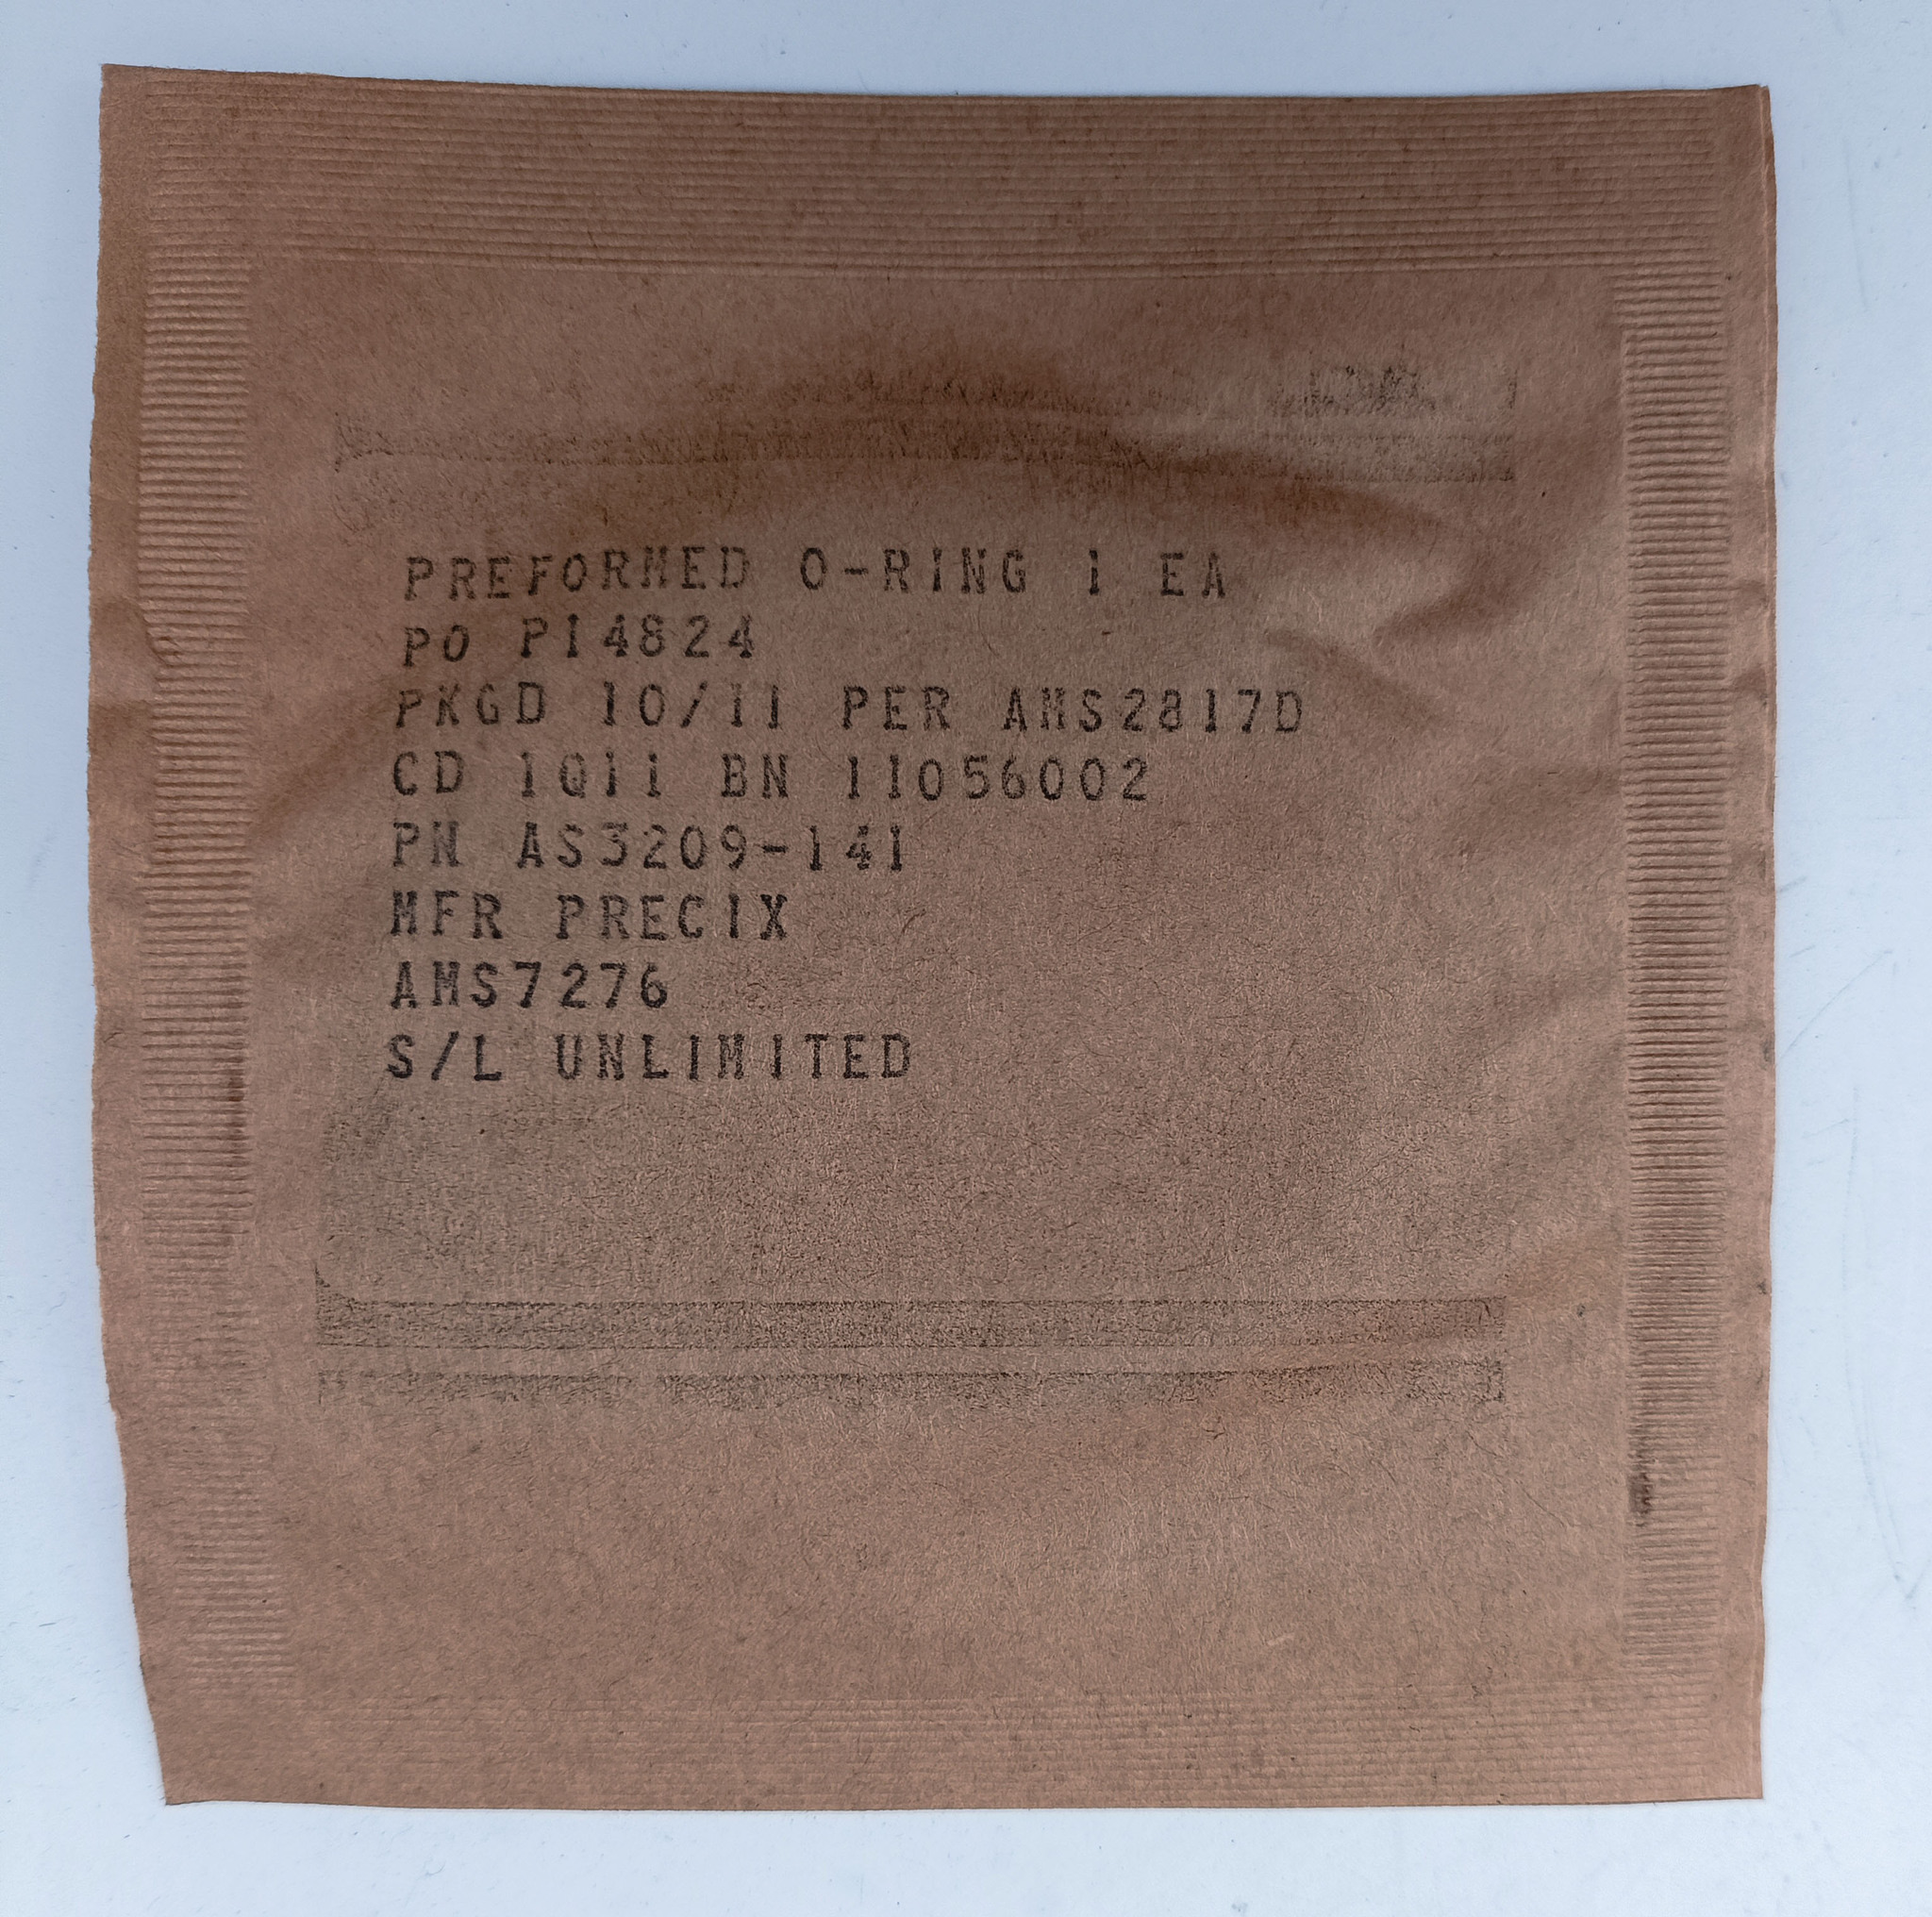 PREFORMED O-RING 1 EA
PO P14824
PKGD 10/11 PER AMS2817D
CD 1Q11 BN 11056002
PN AS3209-141
MFR PRECIX
AMS7276
S/L UNLIMITED